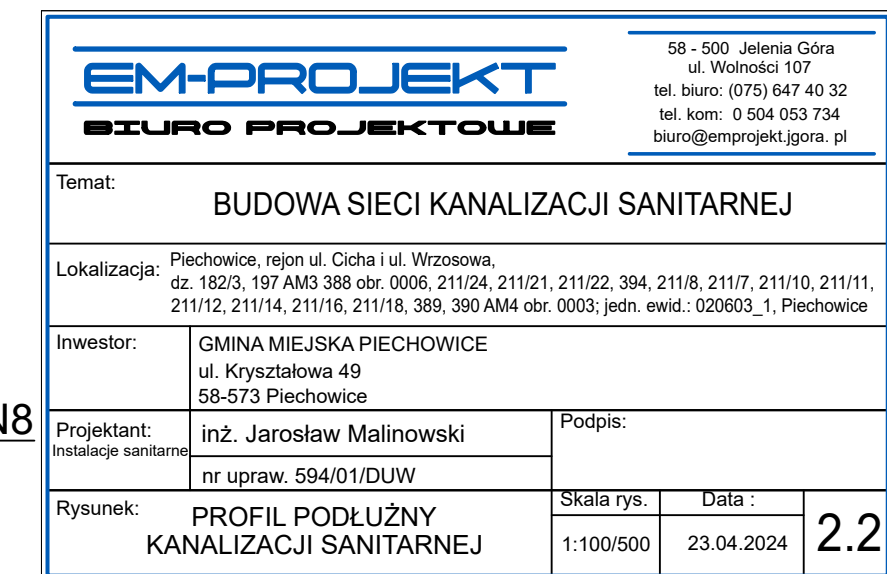 EM-PROJEKT
BIURO PROJEKTOWE
58 - 500 Jelenia Góra
ul. Wolności 107
tel. biuro: (075) 647 40 32
tel. kom: 0 504 053 734
biuro@emprojekt.jgora. pl
Temat:
BUDOWA SIECI KANALIZACJI SANITARNEJ
Lokalizacja: Piechowice, rejon ul. Cicha i ul. Wrzosowa,
dz. 182/3, 197 AM3 388 obr. 0006, 211/24, 211/21, 211/22, 394, 211/8, 211/7, 211/10, 211/11,
211/12, 211/14, 211/16, 211/18, 389, 390 AM4 obr. 0003; jedn. ewid.: 020603_1, Piechowice
Inwestor: GMINA MIEJSKA PIECHOWICE
ul. Kryształowa 49
58-573 Piechowice
Projektant: inż. Jarosław Malinowski
Instalacje sanitarne
nr upraw. 594/01/DUW
Podpis:
Rysunek: PROFIL PODŁUŻNY
KANALIZACJI SANITARNEJ
Skala rys. Data :
1:100/500 23.04.2024 2.2